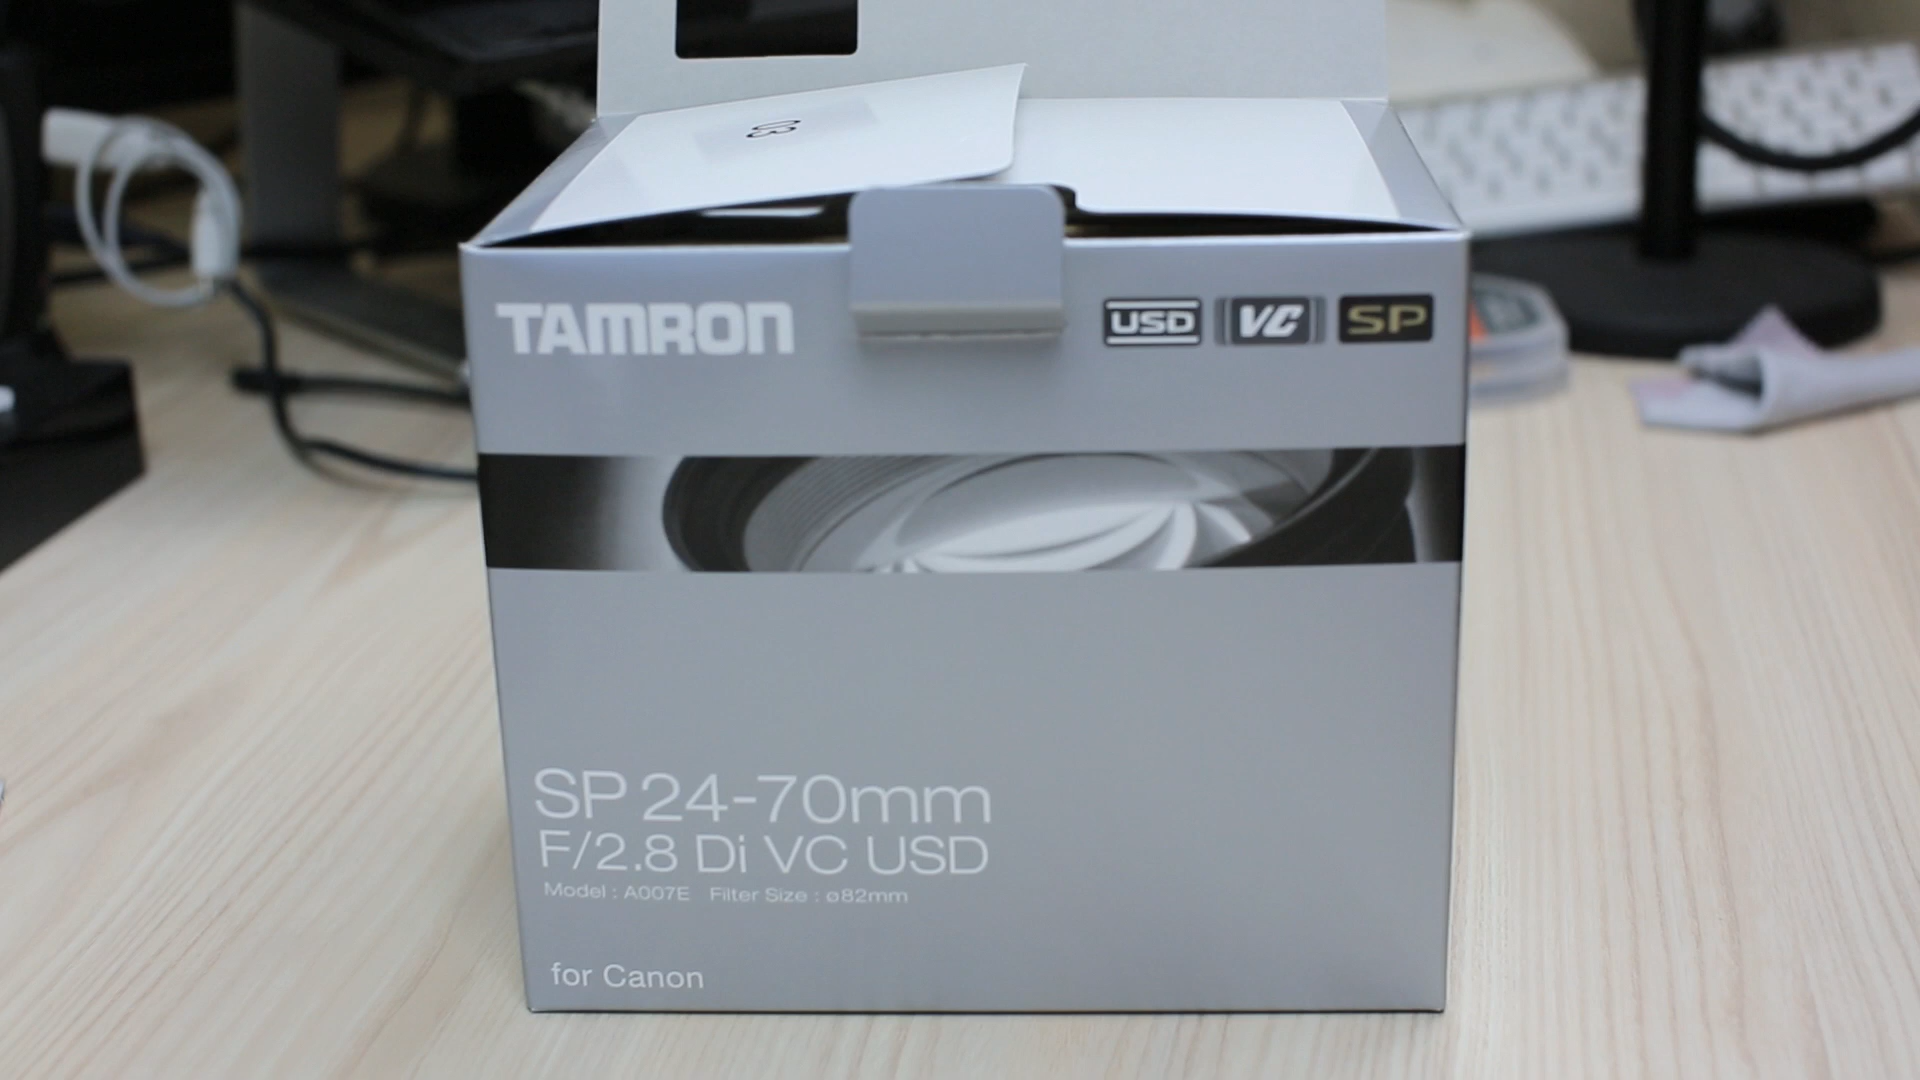 03
TAMRON
USD VC SP
SP 24-70mm
F/2.8 Di VC USD
Model : A007E Filter Size : ø82mm
for Canon